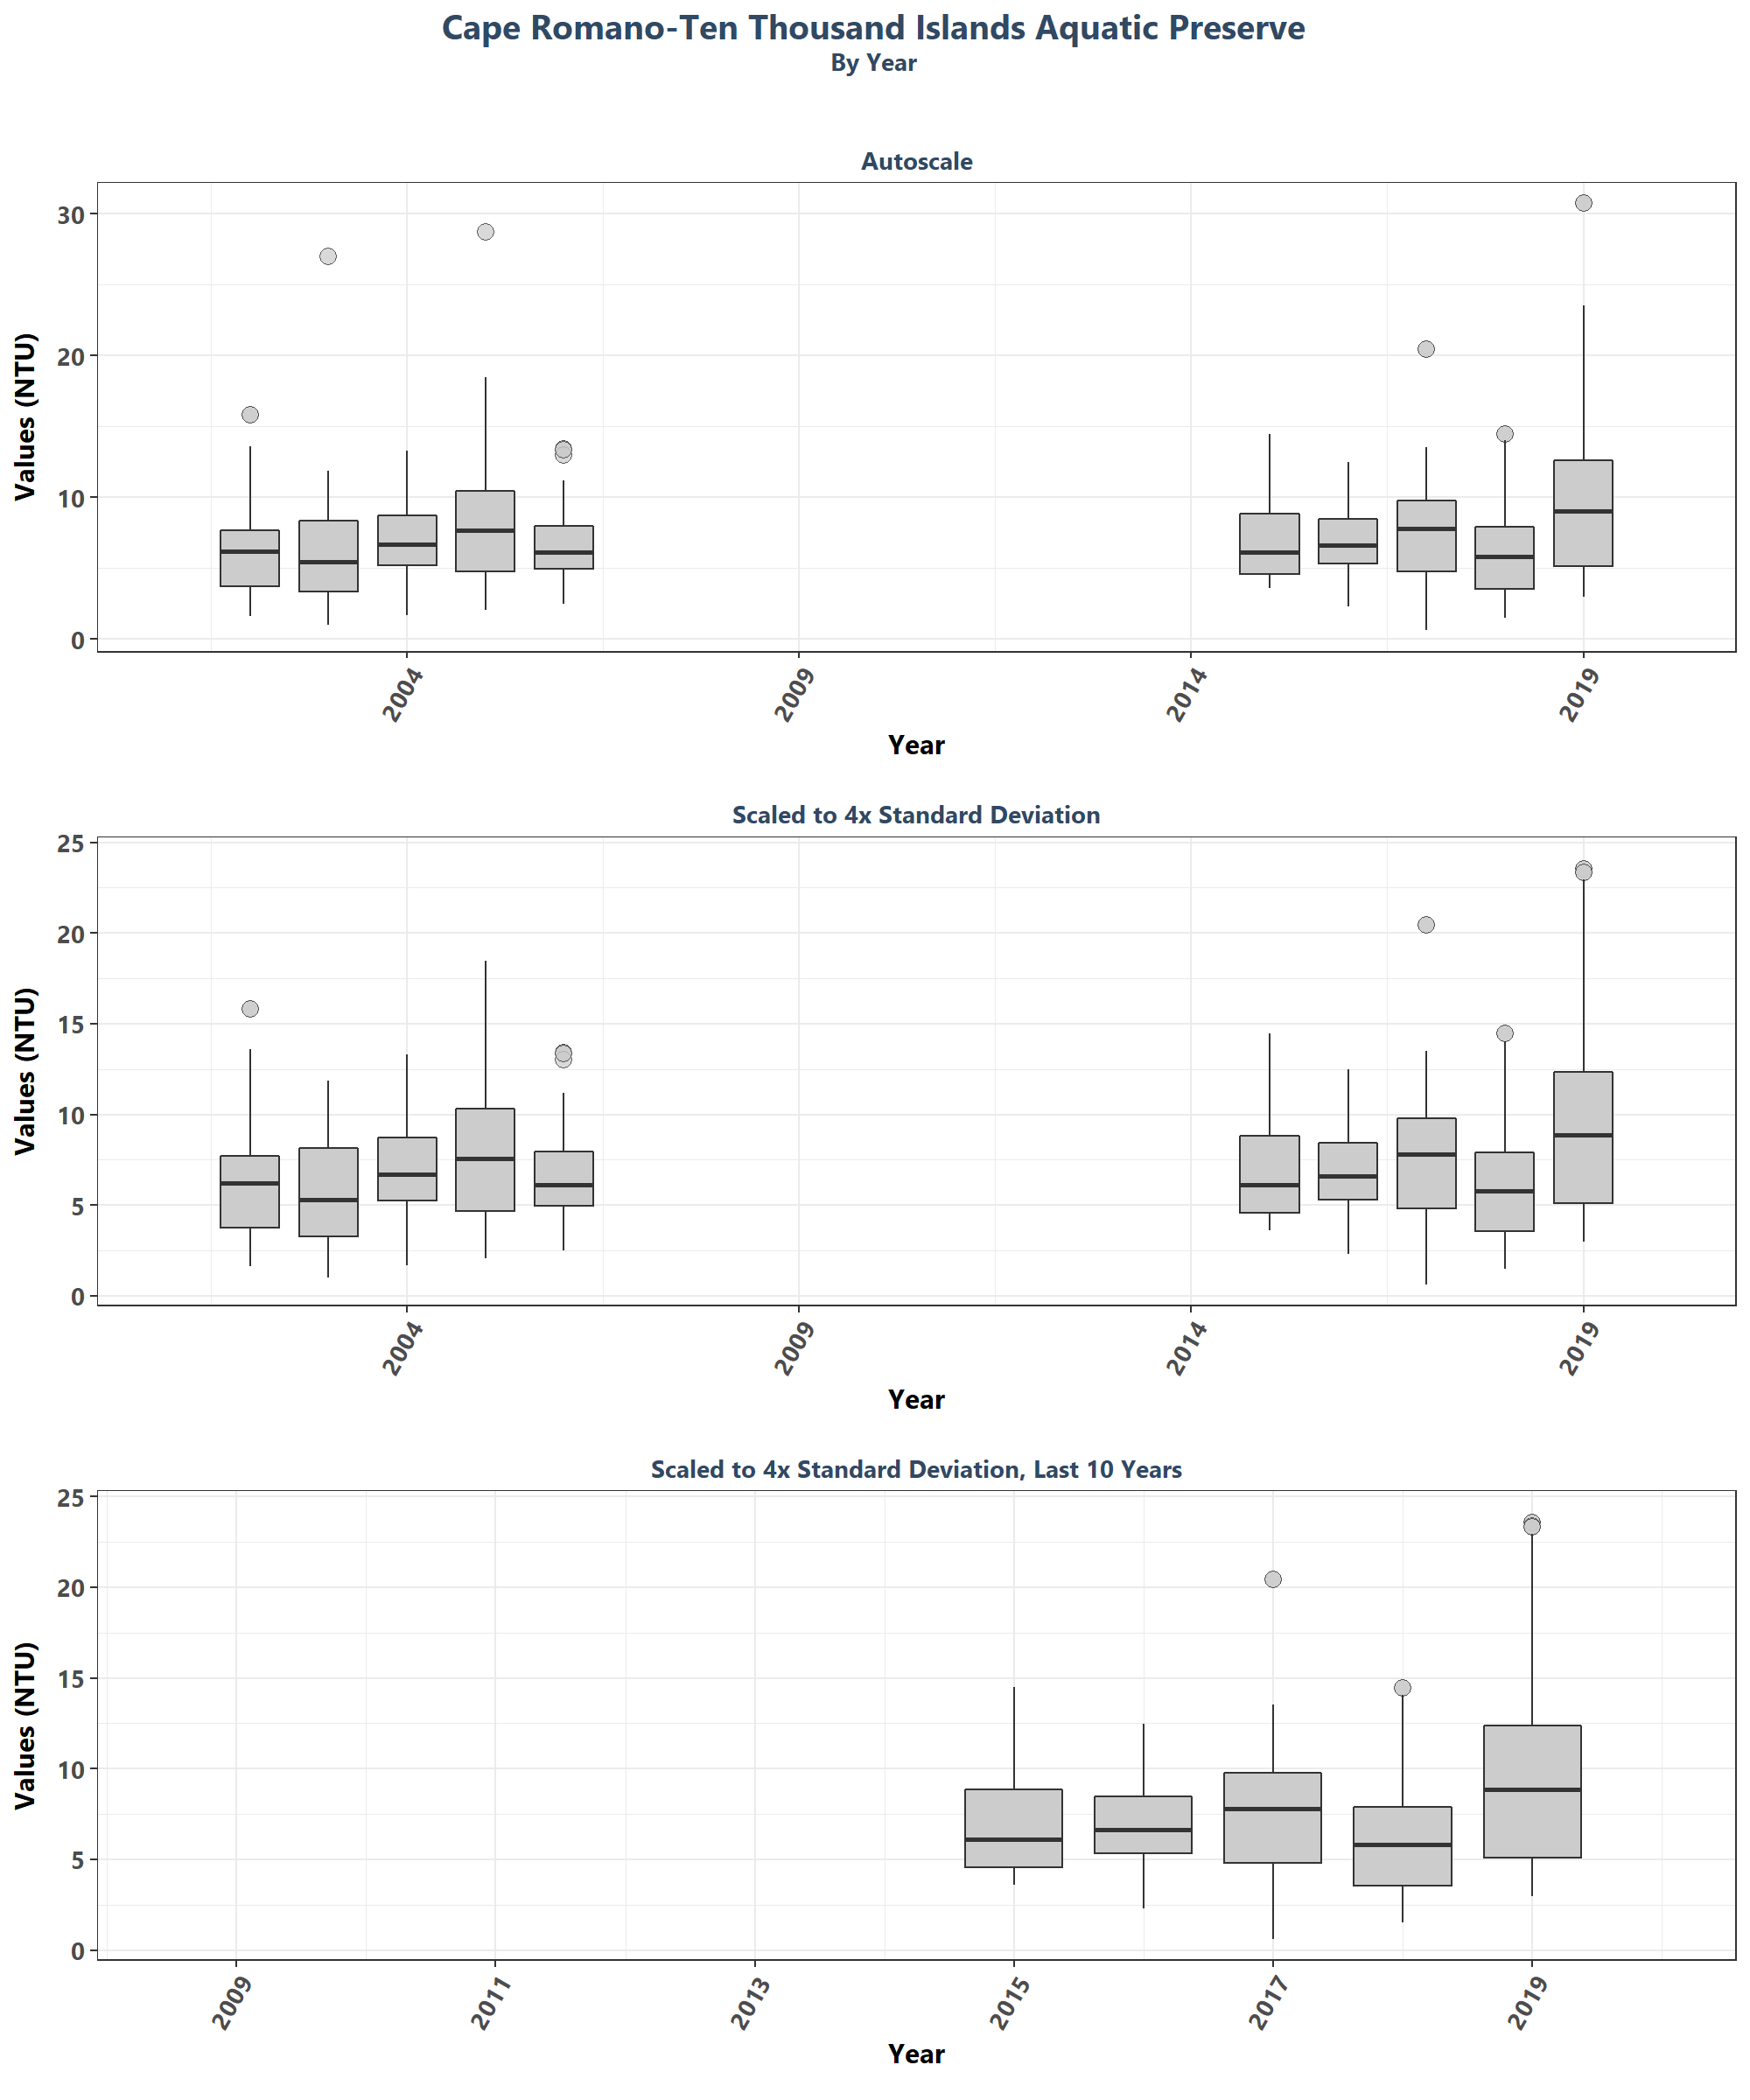 Cape Romano-Ten Thousand Islands Aquatic Preserve
By Year
Autoscale
Values (NTU)
30
20
10
0
2004
2009
2014
2019
Year
Scaled to 4x Standard Deviation
Values (NTU)
25
20
15
10
5
0
2004
2009
2014
2019
Year
Scaled to 4x Standard Deviation, Last 10 Years
Values (NTU)
25
20
15
10
5
0
2009
2011
2013
2015
2017
2019
Year